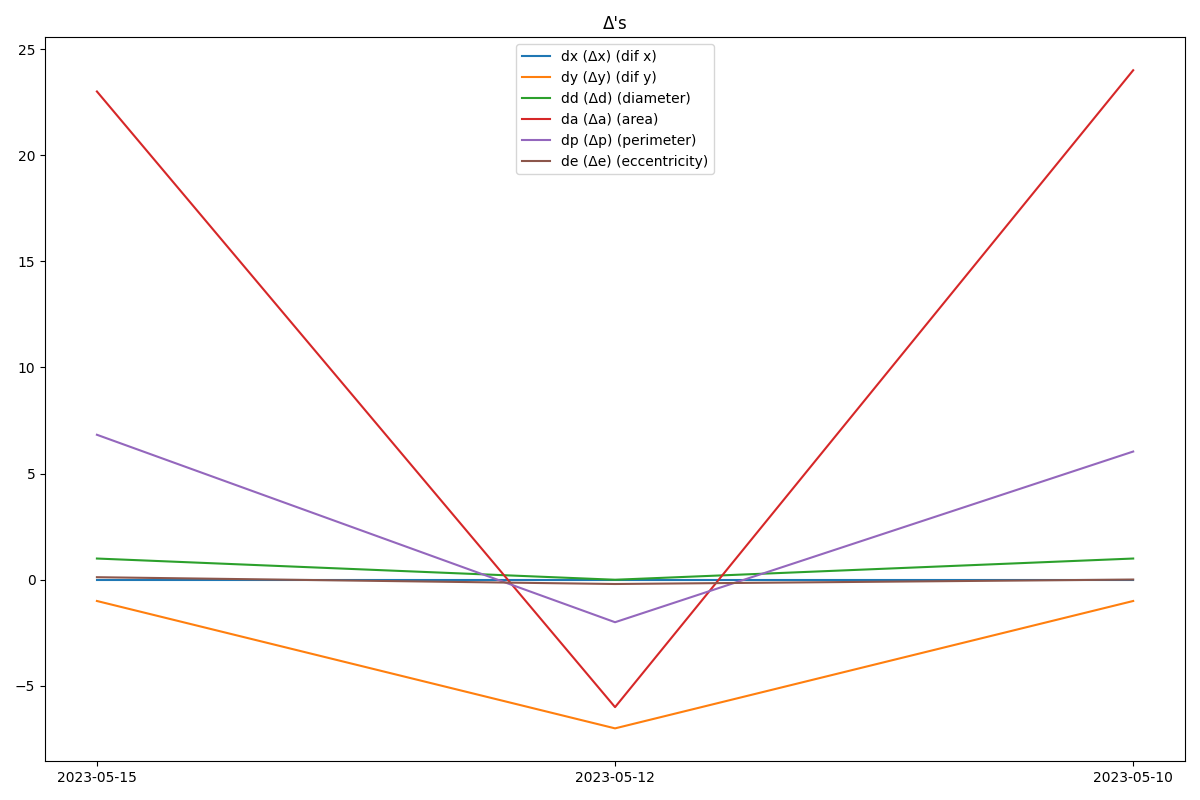 Δ's
dx (Δx) (dif x)
dy (Δy) (dif y)
dd (Δd) (diameter)
da (Δa) (area)
dp (Δp) (perimeter)
de (Δe) (eccentricity)
25
20
15
10
5
0
−5
2023-05-15 2023-05-12 2023-05-10